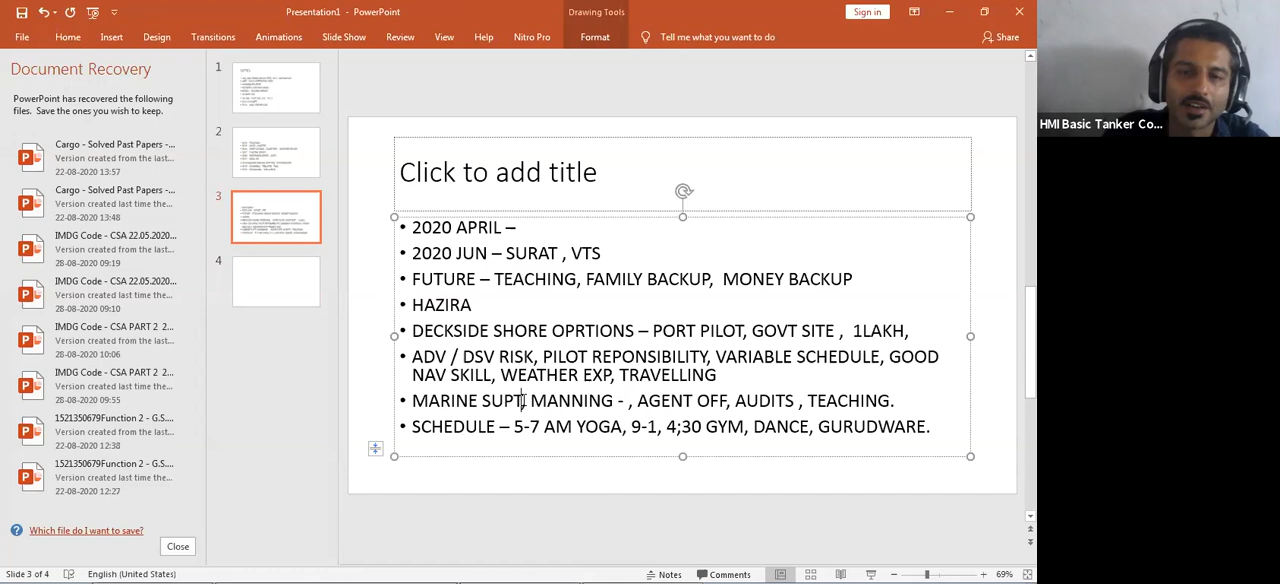 Presentation1 - PowerPoint
Drawing Tools
Sign in
File Home Insert Design Transitions Animations Slide Show Review View Help Nitro Pro Format Tell me what you want to do Share
Document Recovery
PowerPoint has recovered the following
files. Save the ones you wish to keep.
Cargo - Solved Past Papers -...
Version created from the last...
22-08-2020 13:57
Cargo - Solved Past Papers -...
Version created from the last...
22-08-2020 13:48
IMDG Code - CSA 22.05.2020...
Version created last time the...
28-08-2020 09:19
IMDG Code - CSA 22.05.2020...
Version created last time the...
28-08-2020 09:10
IMDG Code - CSA PART 2 2...
Version created last time the...
28-08-2020 10:06
IMDG Code - CSA PART 2 2...
Version created last time the...
28-08-2020 09:55
1521350679Function 2 - G.S....
Version created from the last...
22-08-2020 12:38
1521350679Function 2 - G.S....
Version created from the last...
22-08-2020 12:27
Which file do I want to save?
Close
1
2
3
4
Click to add title
• 2020 APRIL –
• 2020 JUN – SURAT , VTS
• FUTURE – TEACHING, FAMILY BACKUP, MONEY BACKUP
• HAZIRA
• DECKSIDE SHORE OPRTIONS – PORT PILOT, GOVT SITE , 1LAKH,
• ADV / DSV RISK, PILOT REPONSIBILITY, VARIABLE SCHEDULE, GOOD
NAV SKILL, WEATHER EXP, TRAVELLING
• MARINE SUPT, MANNING - , AGENT OFF, AUDITS , TEACHING.
• SCHEDULE – 5-7 AM YOGA, 9-1, 4;30 GYM, DANCE, GURUDWARE.
HMI Basic Tanker Co...
Slide 3 of 4 English (United States) Notes Comments 69%